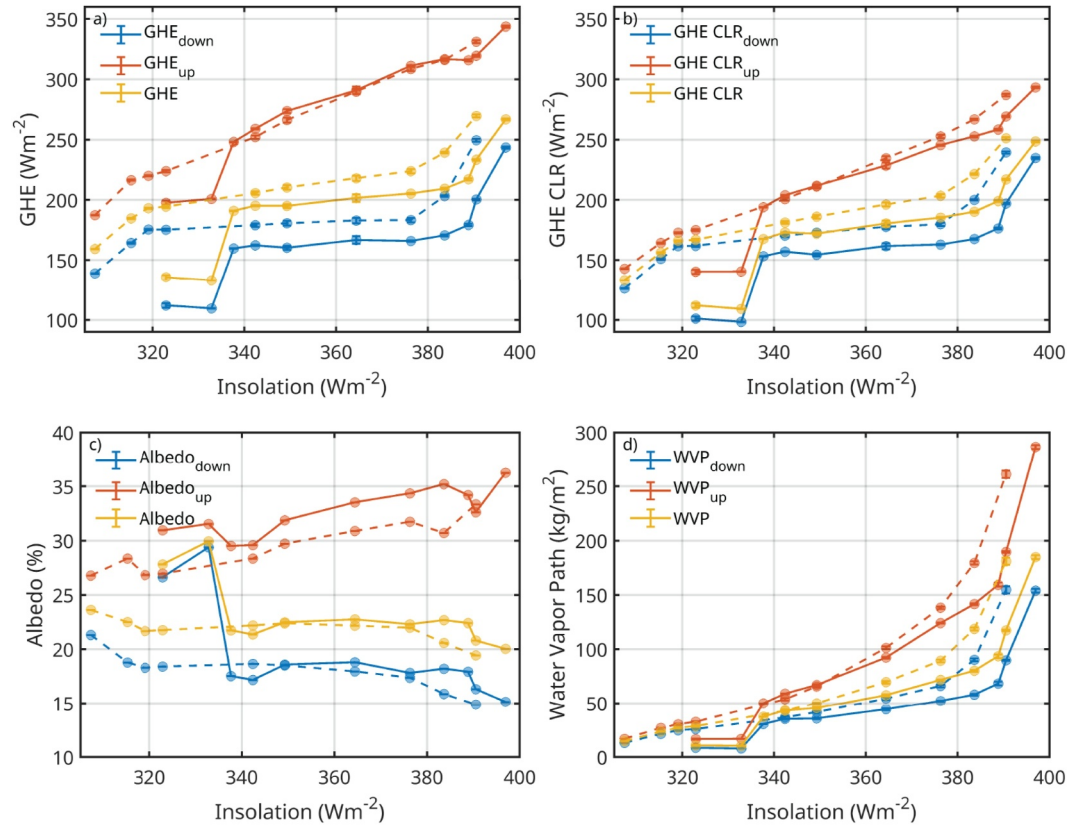 a)
GHE_down
GHE_up
GHE
350
300
250
200
150
100
GHE (Wm⁻²)
320 340 360 380 400
Insolation (Wm⁻²)
b)
GHE CLR_down
GHE CLR_up
GHE CLR
350
300
250
200
150
100
GHE CLR (Wm⁻²)
320 340 360 380 400
Insolation (Wm⁻²)
c)
Albedo_down
Albedo_up
Albedo
40
35
30
25
20
15
10
Albedo (%)
320 340 360 380 400
Insolation (Wm⁻²)
d)
WVP_down
WVP_up
WVP
300
250
200
150
100
50
0
Water Vapor Path (kg/m²)
320 340 360 380 400
Insolation (Wm⁻²)